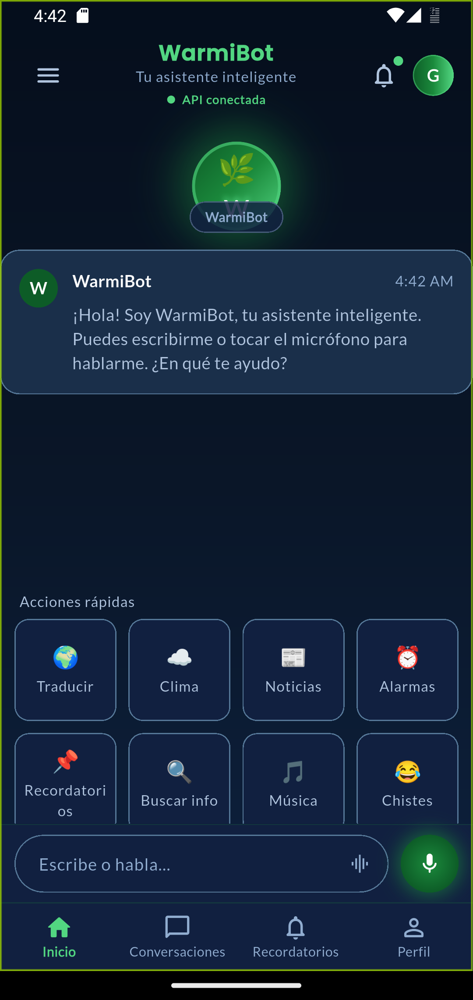 4:42
WarmiBot
Tu asistente inteligente
API conectada
G
W
WarmiBot
W
WarmiBot
4:42 AM
¡Hola! Soy WarmiBot, tu asistente inteligente.
Puedes escribirme o tocar el micrófono para
hablarme. ¿En qué te ayudo?
Acciones rápidas
Traducir
Clima
Noticias
Alarmas
Recordatori
os
Buscar info
Música
Chistes
Escribe o habla...
Inicio
Conversaciones
Recordatorios
Perfil